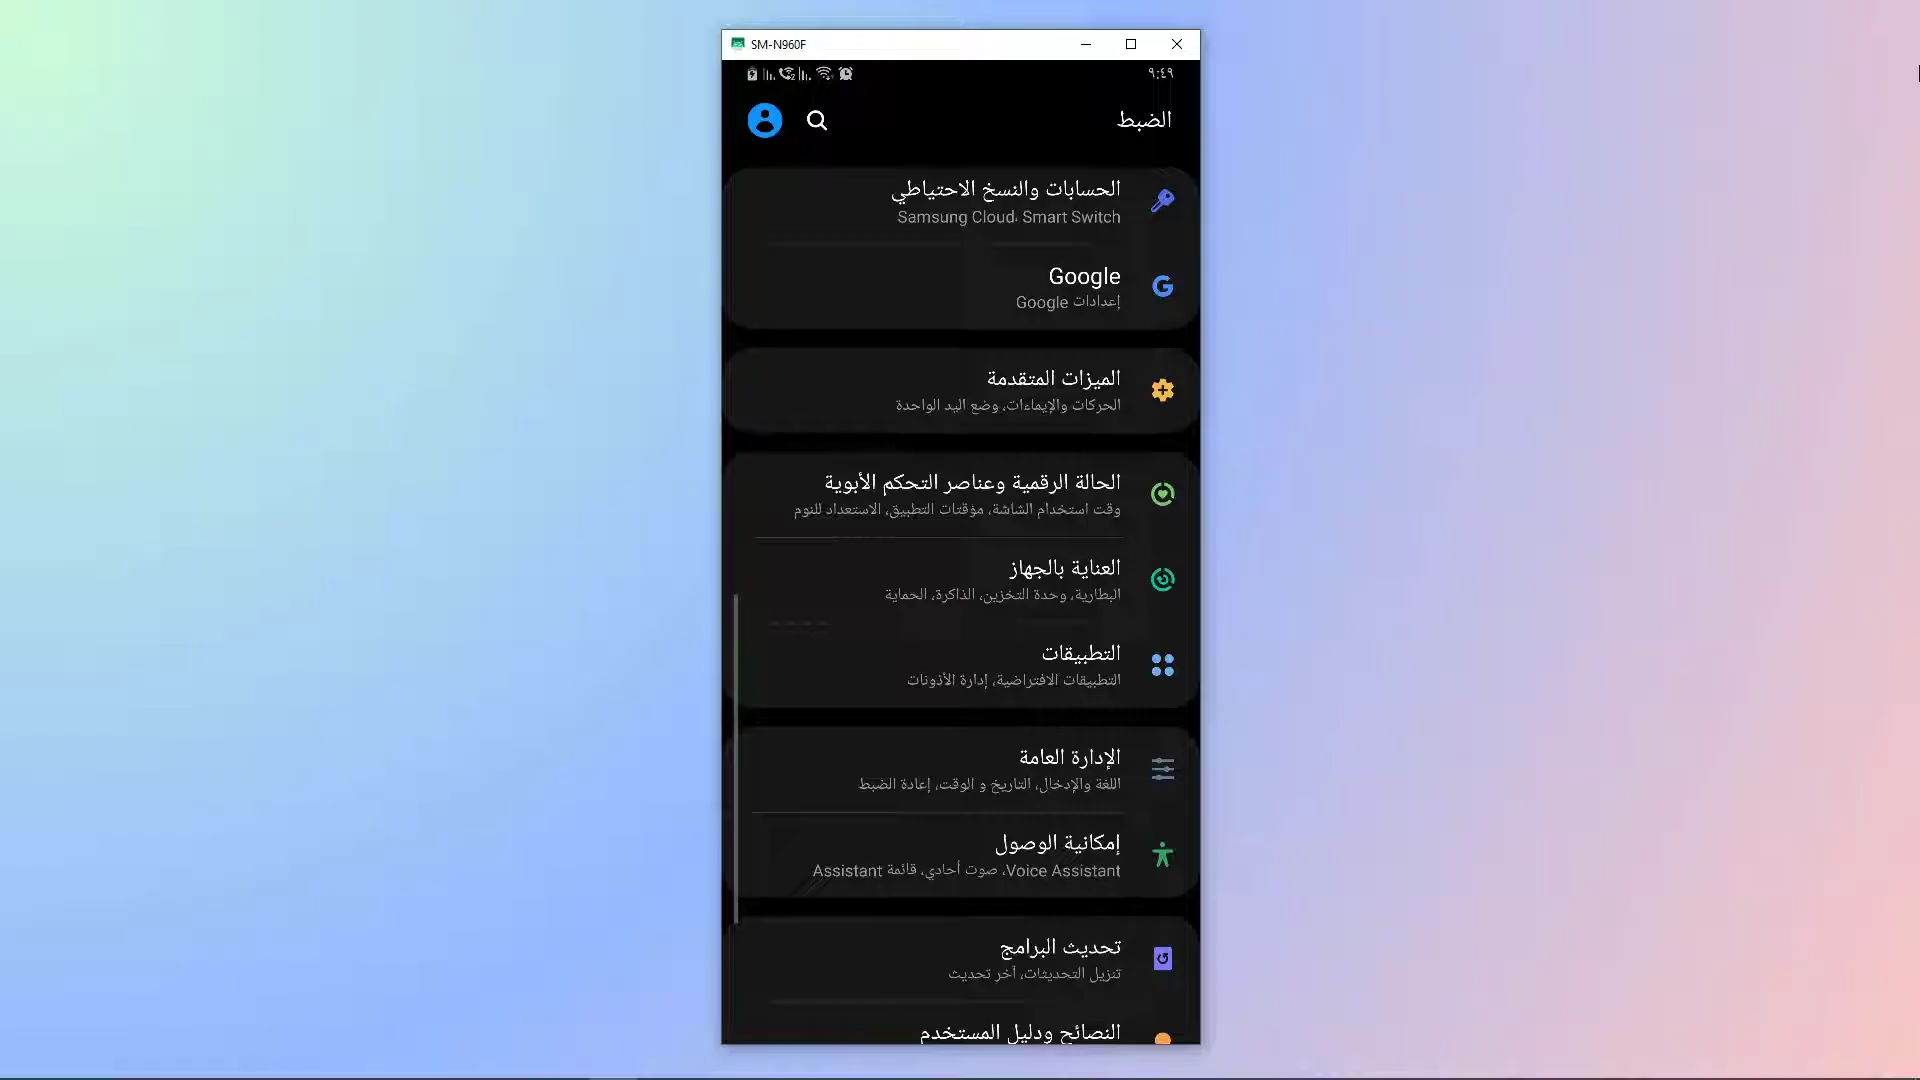 SM-N960F
٩:٤٩
الضبط
الحسابات والنسخ الاحتياطي
Samsung Cloud، Smart Switch
Google
إعدادات Google
الميزات المتقدمة
الحركات والإيماءات، وضع اليد الواحدة
الحالة الرقمية وعناصر التحكم الأبوية
وقت استخدام الشاشة، مؤقتات التطبيق، الاستعداد للنوم
العناية بالجهاز
البطارية، وحدة التخزين، الذاكرة، الحماية
التطبيقات
التطبيقات الافتراضية، إدارة الأذونات
الإدارة العامة
اللغة والإدخال، التاريخ و الوقت، إعادة الضبط
إمكانية الوصول
Voice Assistant، صوت أحادي، قائمة Assistant
تحديث البرامج
تنزيل التحديثات، آخر تحديث
النصائح ودليل المستخدم